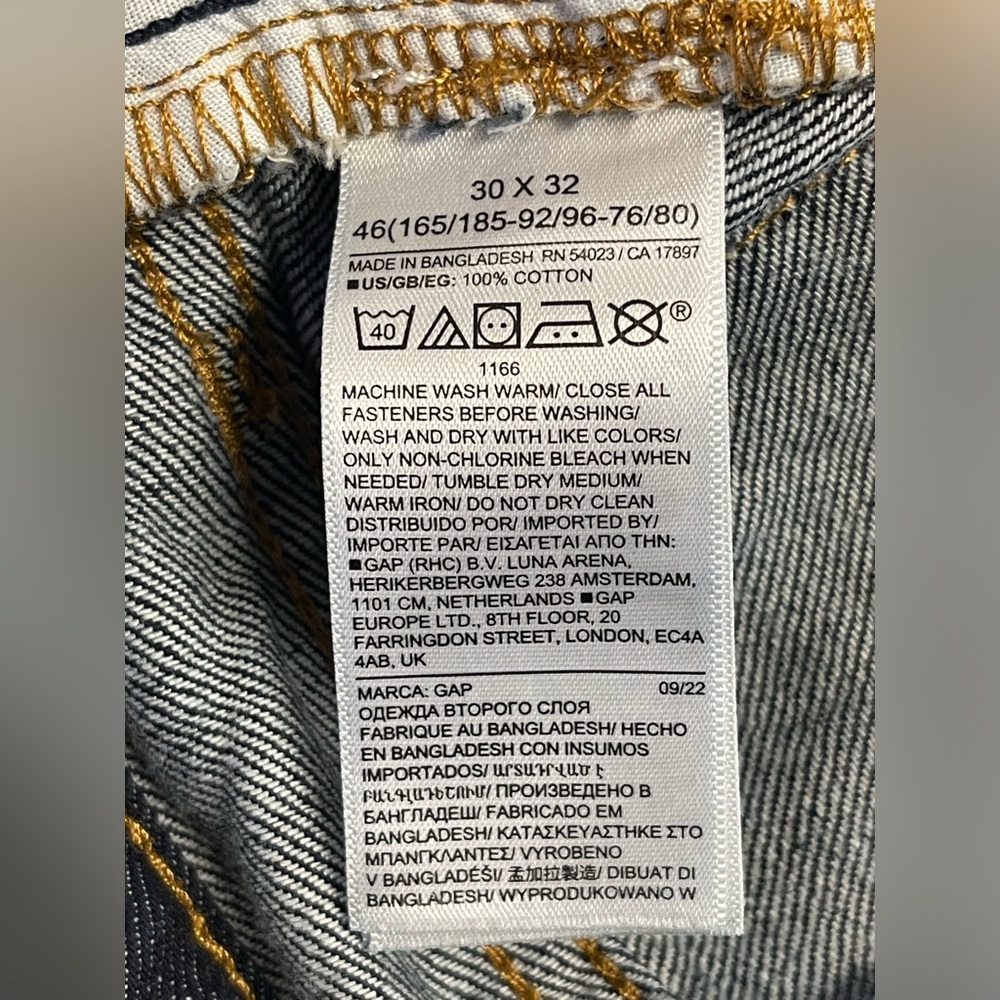 30 X 32
46(165/185-92/96-76/80)
MADE IN BANGLADESH RN 54023 / CA 17897
■US/GB/EG: 100% COTTON
40 ®
1166
MACHINE WASH WARM/ CLOSE ALL
FASTENERS BEFORE WASHING/
WASH AND DRY WITH LIKE COLORS/
ONLY NON-CHLORINE BLEACH WHEN
NEEDED/ TUMBLE DRY MEDIUM/
WARM IRON/ DO NOT DRY CLEAN
DISTRIBUIDO POR/ IMPORTED BY/
IMPORTE PAR/ ΕΙΣΑΓΕΤΑΙ ΑΠΟ ΤΗΝ:
■GAP (RHC) B.V. LUNA ARENA,
HERIKERBERGWEG 238 AMSTERDAM,
1101 CM, NETHERLANDS ■GAP
EUROPE LTD., 8TH FLOOR, 20
FARRINGDON STREET, LONDON, EC4A
4AB, UK
MARCA: GAP 09/22
ОДЕЖДА ВТОРОГО СЛОЯ
FABRIQUE AU BANGLADESH/ HECHO
EN BANGLADESH CON INSUMOS
IMPORTADOS/ ԱՐՏԱԴՐՎԱԾ Է
ԲԱՆԳԼԱԴԵՇՈՒՄ/ ПРОИЗВЕДЕНО В
БАНГЛАДЕШ/ FABRICADO EM
BANGLADESH/ ΚΑΤΑΣΚΕΥΑΣΤΗΚΕ ΣΤΟ
ΜΠΑΝΓΚΛΑΝΤΕΣ/ VYROBENO
V BANGLADÉŠI/ 孟加拉製造/ DIBUAT DI
BANGLADESH/ WYPRODUKOWANO W